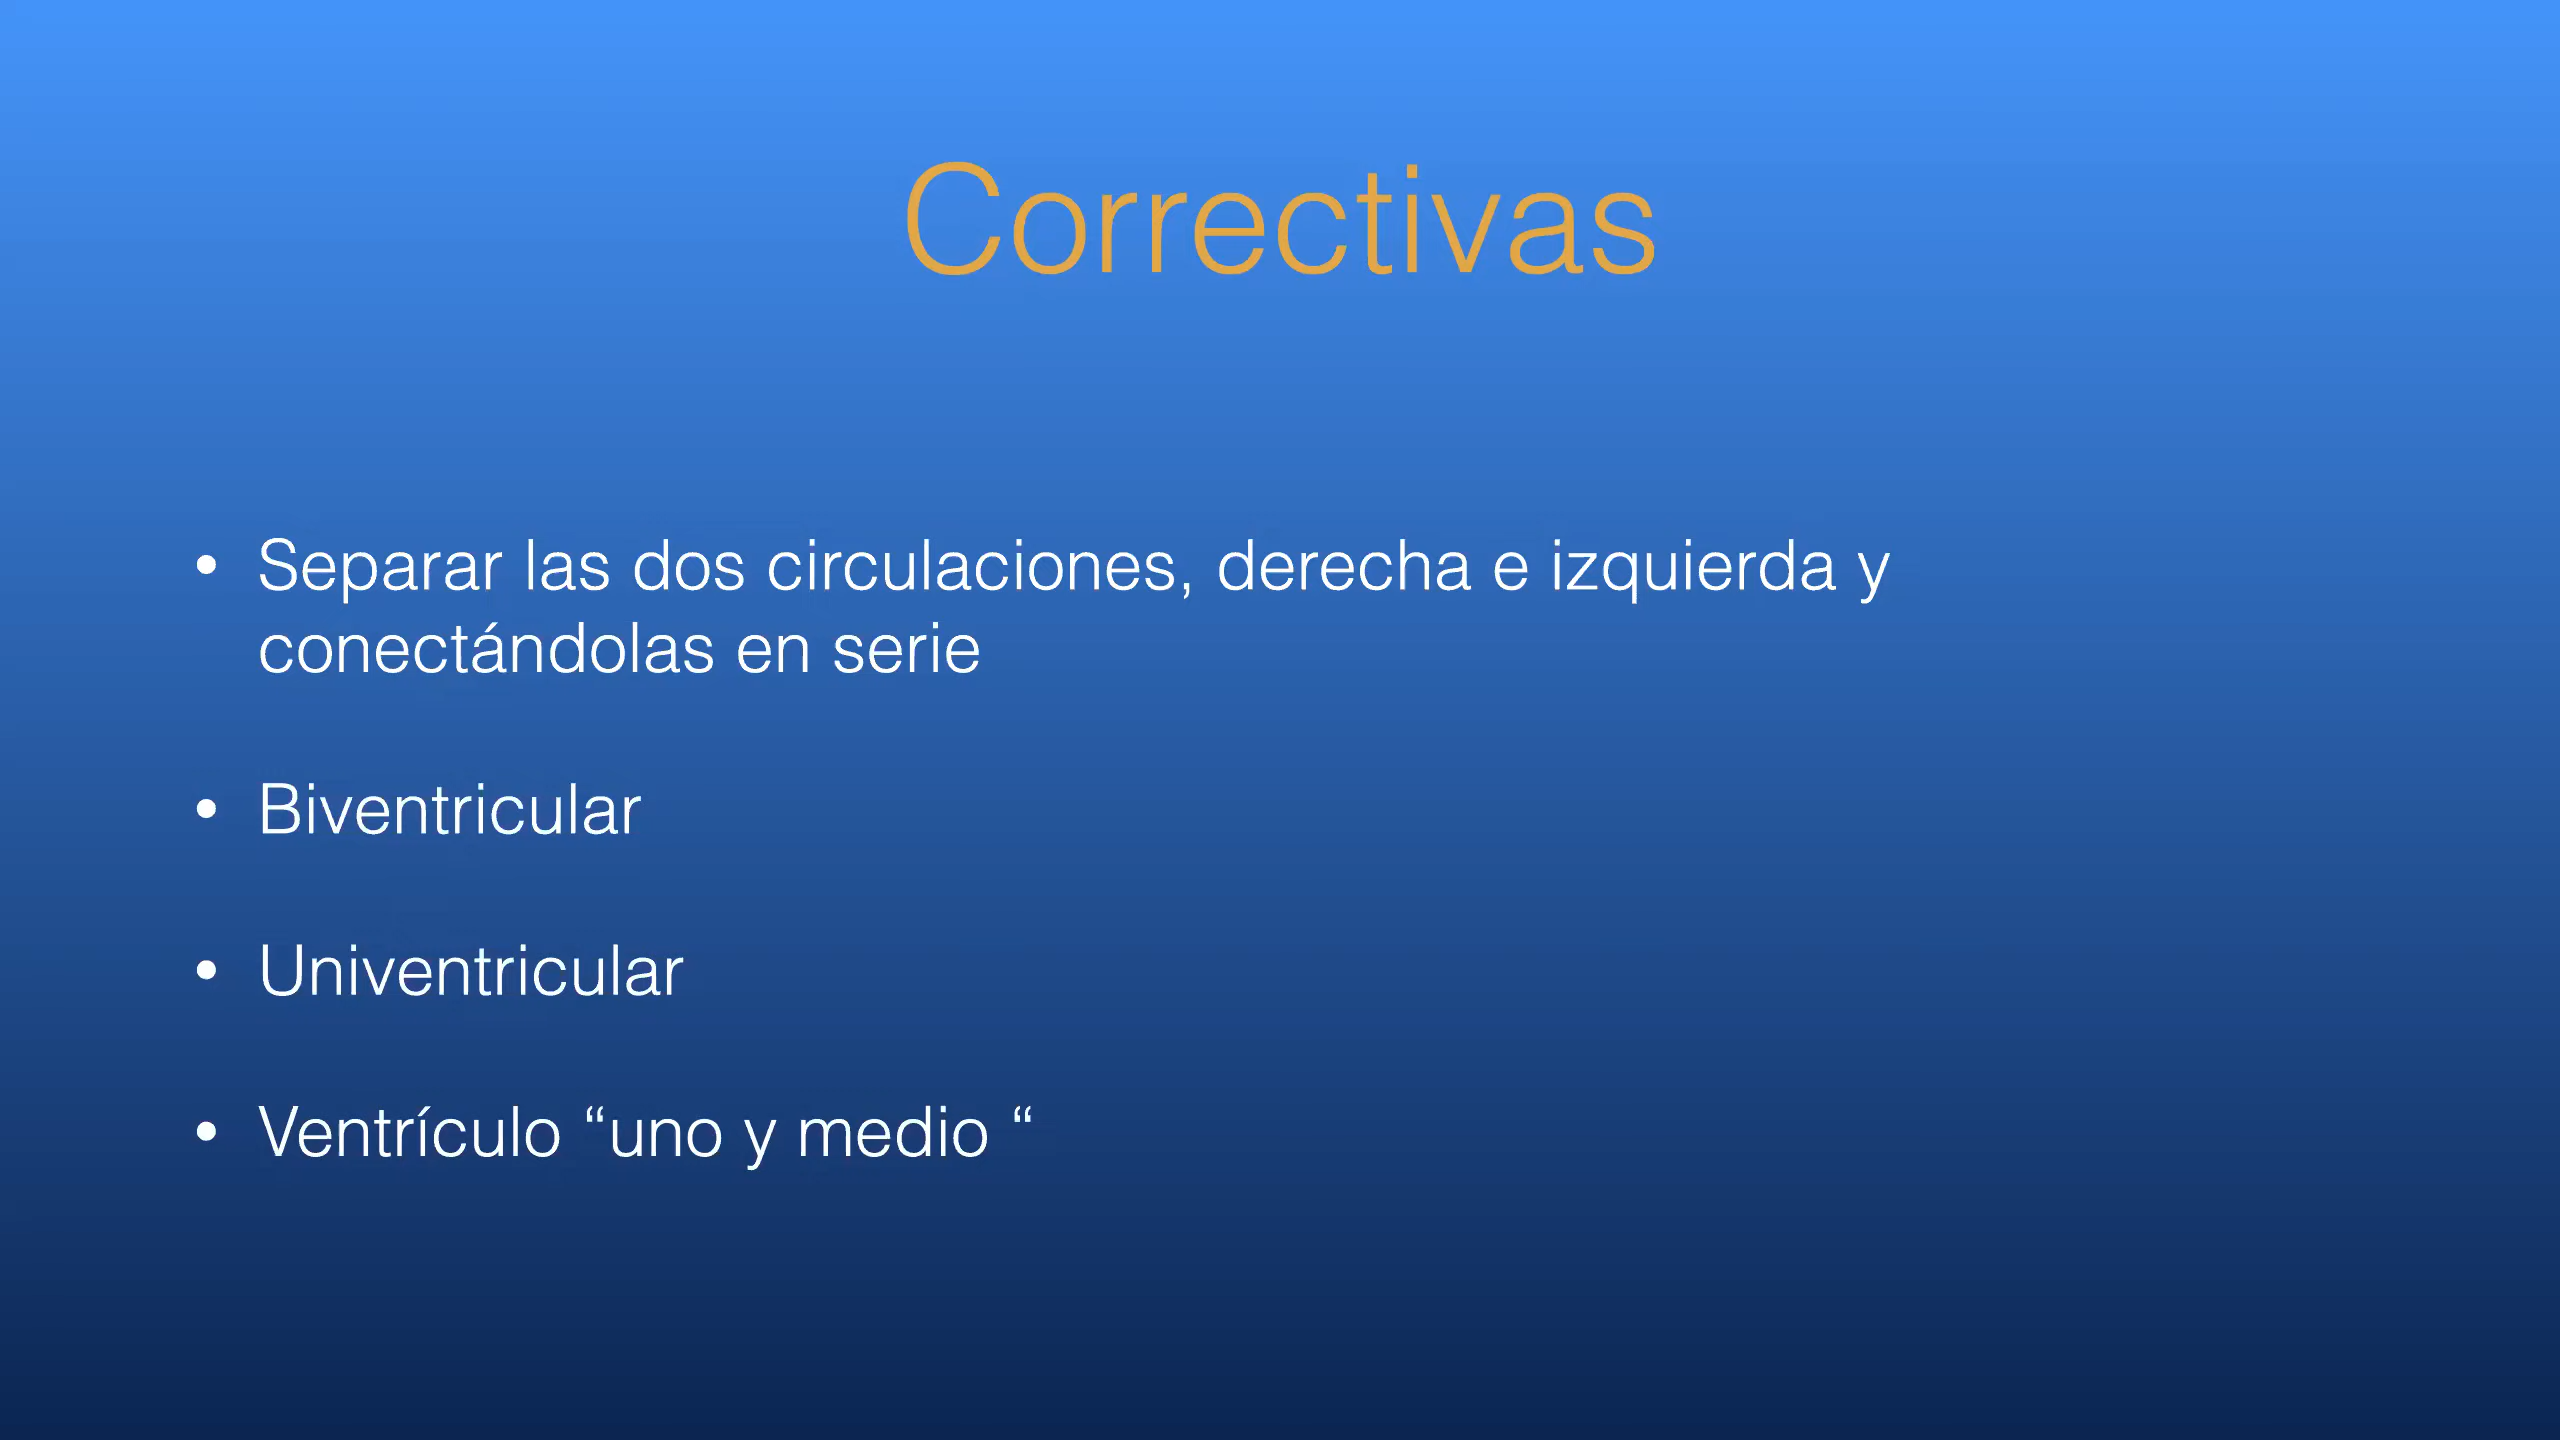 Correctivas
• Separar las dos circulaciones, derecha e izquierda y
conectándolas en serie
• Biventricular
• Univentricular
• Ventrículo “uno y medio “